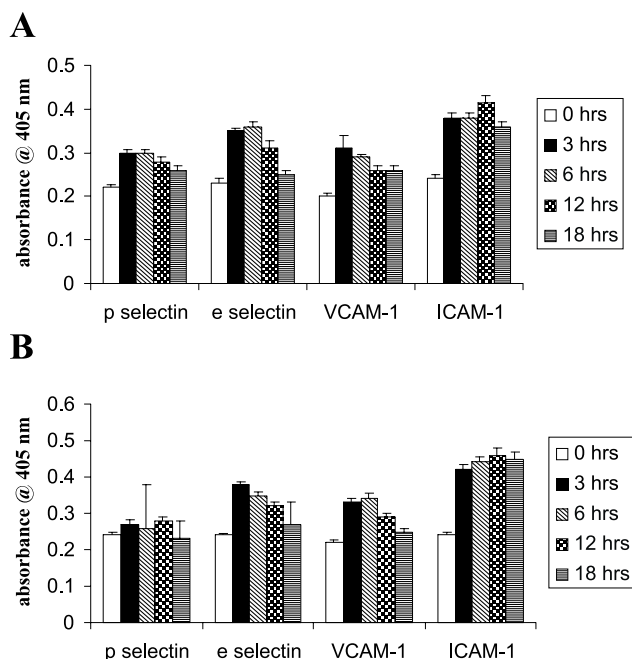 A
absorbance @ 405 nm
0.5
0.4
0.3
0.2
0.1
0
p selectin
e selectin
VCAM-1
ICAM-1
0 hrs
3 hrs
6 hrs
12 hrs
18 hrs
B
absorbance @ 405 nm
0.6
0.5
0.4
0.3
0.2
0.1
0
p selectin
e selectin
VCAM-1
ICAM-1
0 hrs
3 hrs
6 hrs
12 hrs
18 hrs